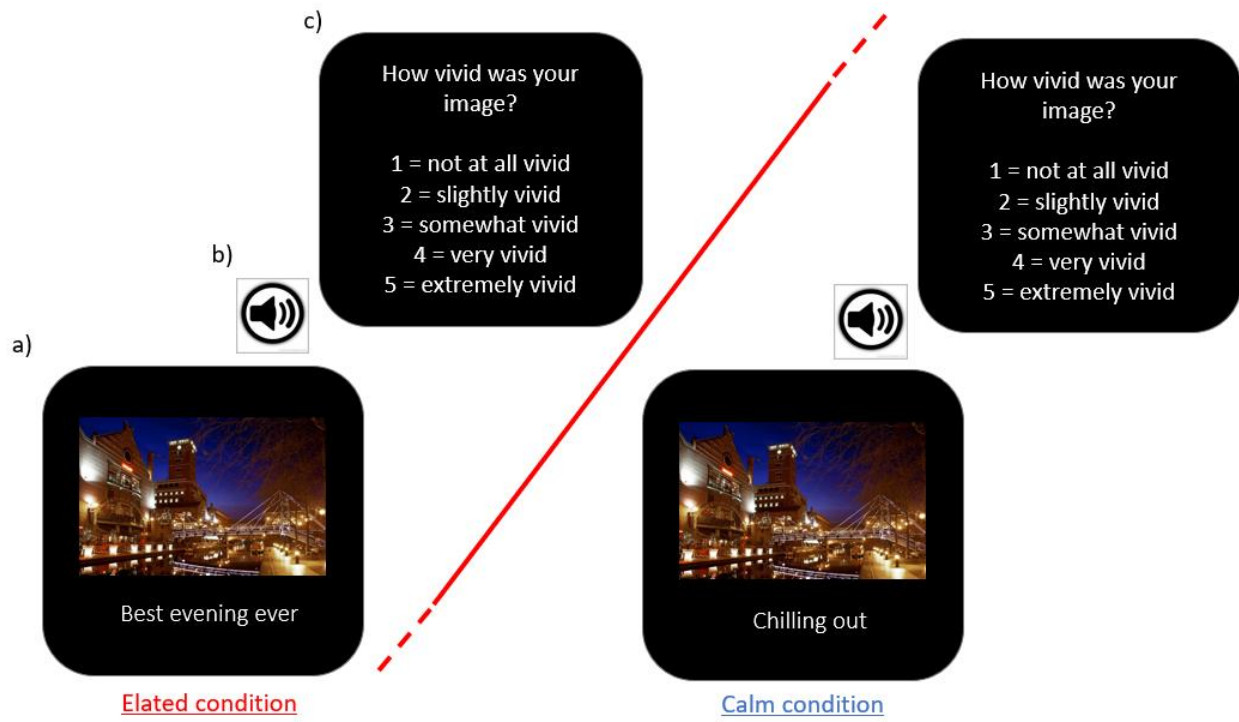 c)
How vivid was your
image?
1 = not at all vivid
2 = slightly vivid
3 = somewhat vivid
4 = very vivid
5 = extremely vivid
b)
a)
Best evening ever
Elated condition
How vivid was your
image?
1 = not at all vivid
2 = slightly vivid
3 = somewhat vivid
4 = very vivid
5 = extremely vivid
Chilling out
Calm condition